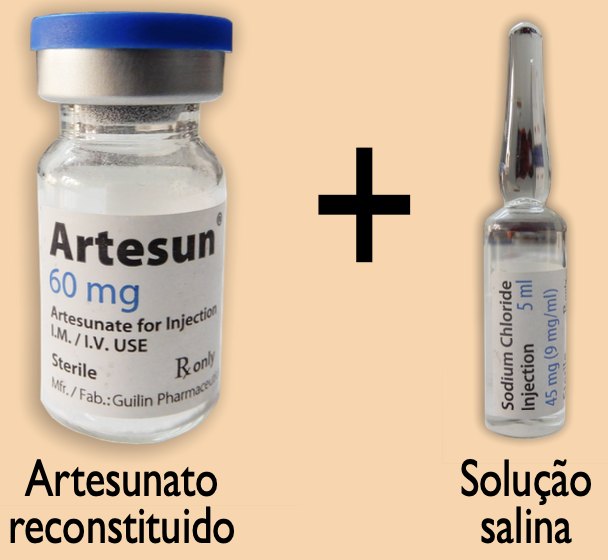 Artesun®
60 mg
Artesunate for Injection
I.M. / I.V. USE
Sterile
Rx only
Mfr. / Fab.: Guilin Pharmaceu
+
Sodium Chloride
Injection 5 ml
45 mg (9 mg/ml)
Artesunato
reconstituido
Solução
salina